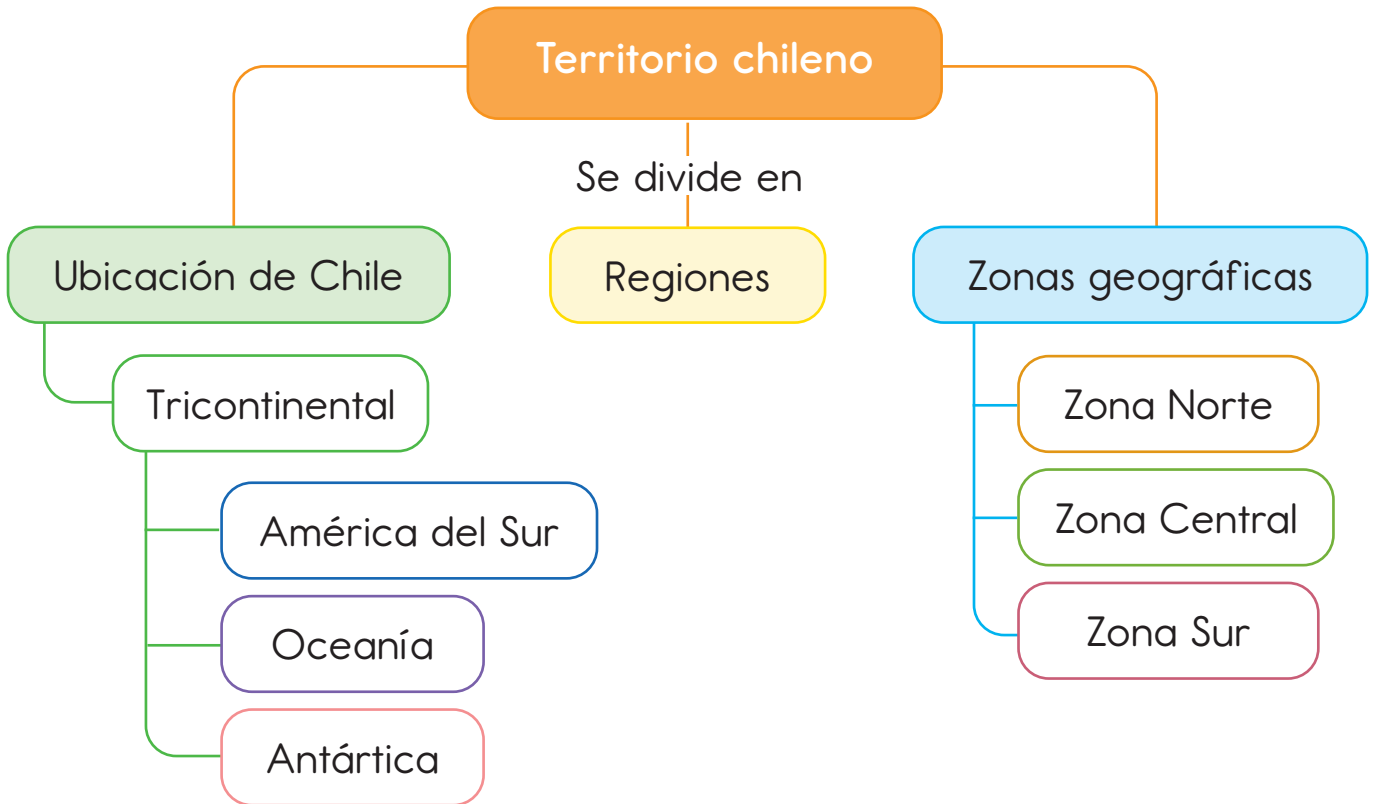 Territorio chileno
Se divide en
Ubicación de Chile
Regiones
Zonas geográficas
Tricontinental
América del Sur
Oceanía
Antártica
Zona Norte
Zona Central
Zona Sur